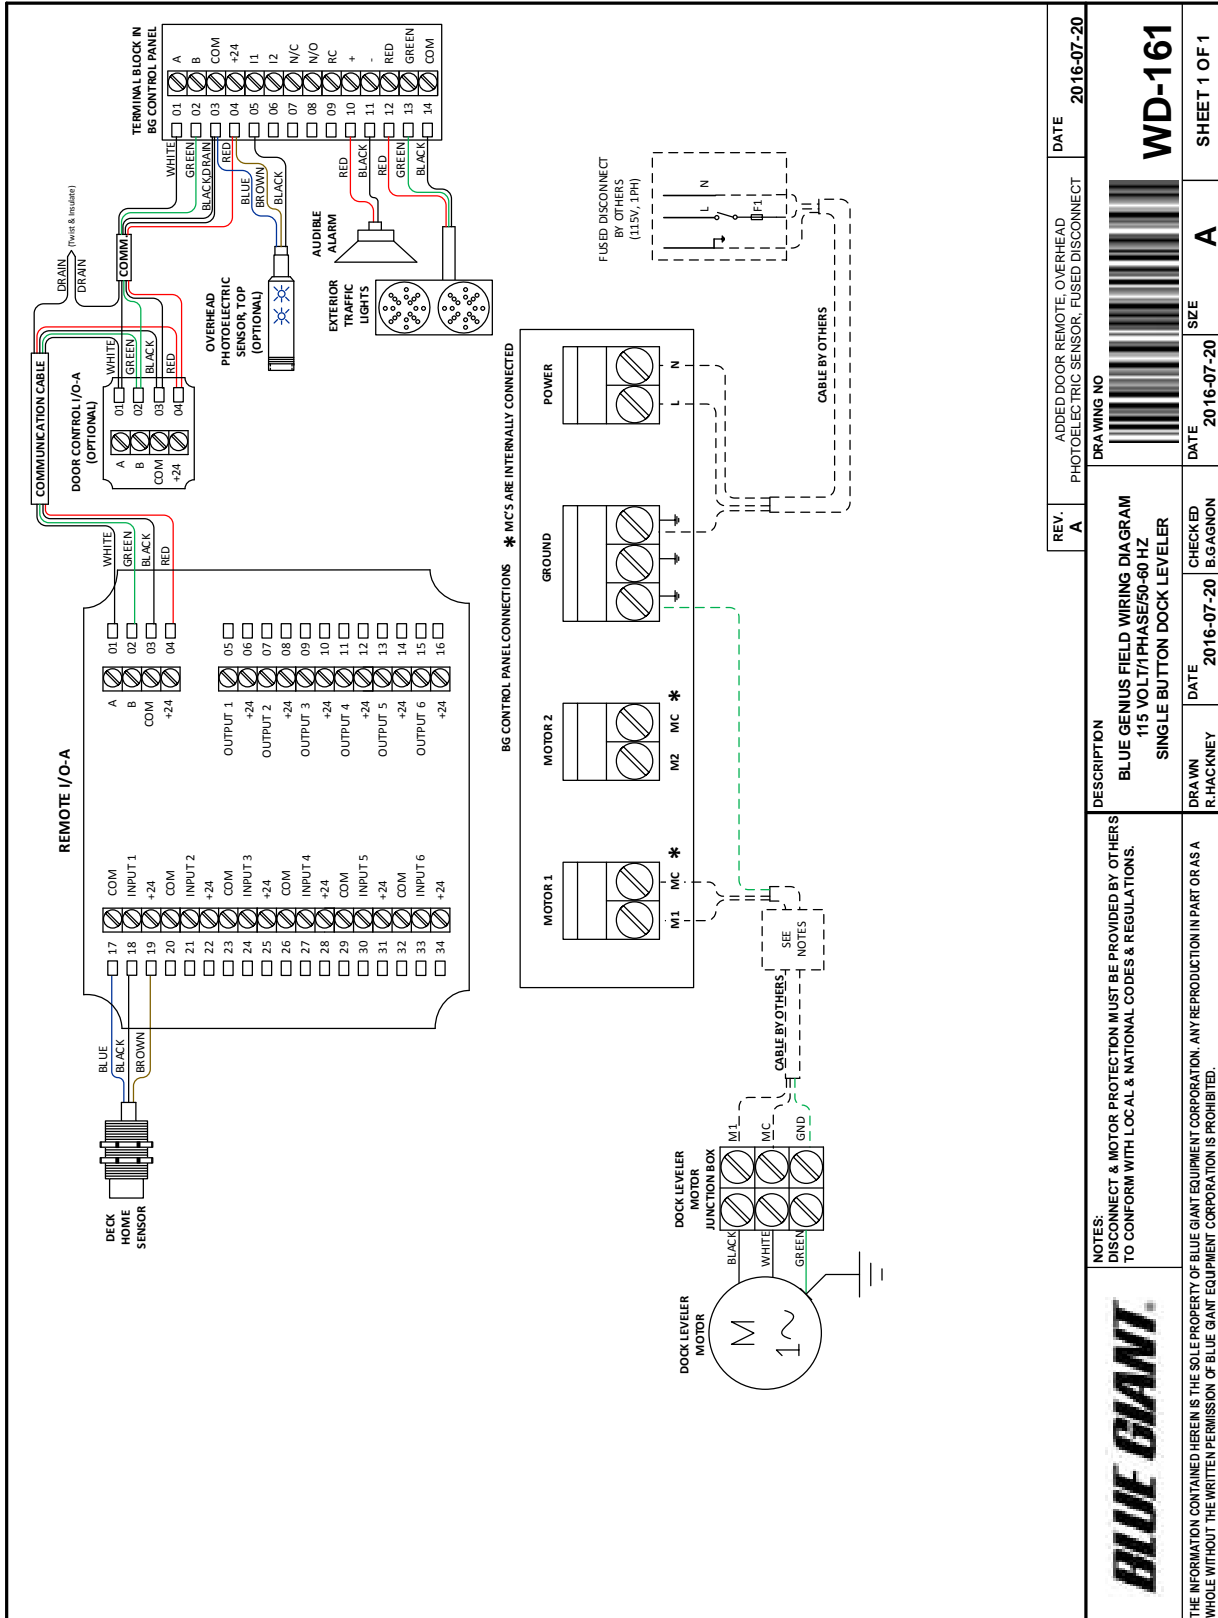 REMOTE I/O-A
DECK
HOME
SENSOR
BLUE
BLACK
BROWN
17 COM
18 INPUT 1
19 +24
20 COM
21 INPUT 2
22 +24
23 COM
24 INPUT 3
25 +24
26 COM
27 INPUT 4
28 +24
29 COM
30 INPUT 5
31 +24
32 COM
33 INPUT 6
34 +24
A 01 WHITE
B 02 GREEN
COM 03 BLACK
+24 04 RED
OUTPUT 1 05
+24 06
OUTPUT 2 07
+24 08
OUTPUT 3 09
+24 10
OUTPUT 4 11
+24 12
OUTPUT 5 13
+24 14
OUTPUT 6 15
+24 16
COMMUNICATION CABLE
DOOR CONTROL I/O-A
(OPTIONAL)
A 01 WHITE
B 02 GREEN
COM 03 BLACK
+24 04 RED
DRAIN
DRAIN
(Twist & Insulate)
COMM.
TERMINAL BLOCK IN
BG CONTROL PANEL
WHITE 01 A
GREEN 02 B
BLACK,DRAIN 03 COM
RED 04 +24
BLUE
BROWN
BLACK 05 I1
06 I2
07 N/C
08 N/O
09 RC
RED 10 +
BLACK 11 -
RED 12 RED
GREEN 13 GREEN
BLACK 14 COM
OVERHEAD
PHOTOELECTRIC
SENSOR, TOP
(OPTIONAL)
AUDIBLE
ALARM
EXTERIOR
TRAFFIC
LIGHTS
BG CONTROL PANEL CONNECTIONS
* MC'S ARE INTERNALLY CONNECTED
MOTOR 1
M1 MC *
MOTOR 2
M2 MC *
GROUND
POWER
L N
FUSED DISCONNECT
BY OTHERS
(115V, 1PH)
L N
F1
CABLE BY OTHERS
SEE
NOTES
CABLE BY OTHERS
DOCK LEVELER
MOTOR
JUNCTION BOX
BLACK M1
WHITE MC
GREEN GND
DOCK LEVELER
MOTOR
M
1~
REV.
A
ADDED DOOR REMOTE, OVERHEAD
PHOTOELECTRIC SENSOR, FUSED DISCONNECT
DATE
2016-07-20
BLUE GIANT.
NOTES:
DISCONNECT & MOTOR PROTECTION MUST BE PROVIDED BY OTHERS
TO CONFORM WITH LOCAL & NATIONAL CODES & REGULATIONS.
DESCRIPTION
BLUE GENIUS FIELD WIRING DIAGRAM
115 VOLT/1PHASE/50-60 HZ
SINGLE BUTTON DOCK LEVELER
DRAWING NO
WD-161
THE INFORMATION CONTAINED HEREIN IS THE SOLE PROPERTY OF BLUE GIANT EQUIPMENT CORPORATION. ANY REPRODUCTION IN PART OR AS A
WHOLE WITHOUT THE WRITTEN PERMISSION OF BLUE GIANT EQUIPMENT CORPORATION IS PROHIBITED.
DRAWN
R.HACKNEY
DATE
2016-07-20
CHECKED
B.GAGNON
DATE
2016-07-20
SIZE
A
SHEET 1 OF 1